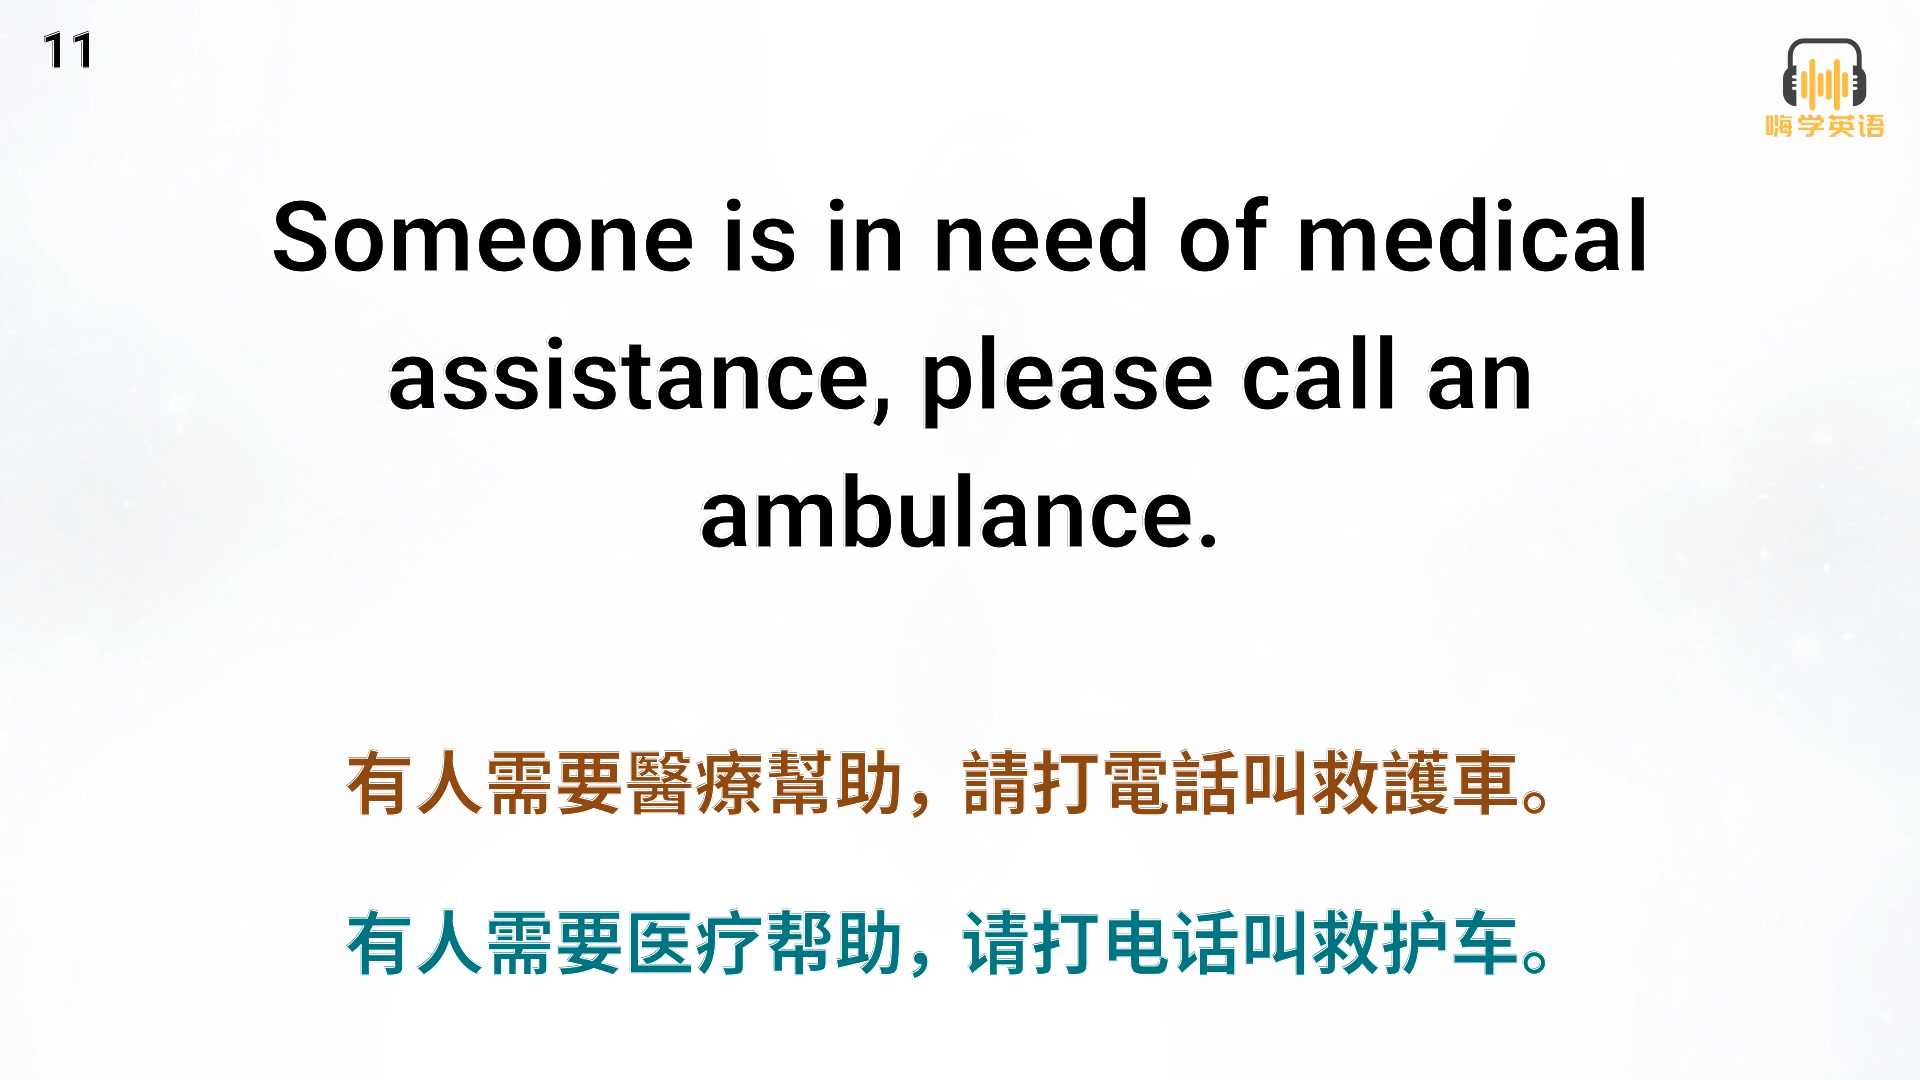 11
嗨学英语
Someone is in need of medical
assistance, please call an
ambulance.
有人需要醫療幫助，請打電話叫救護車。
有人需要医疗帮助，请打电话叫救护车。